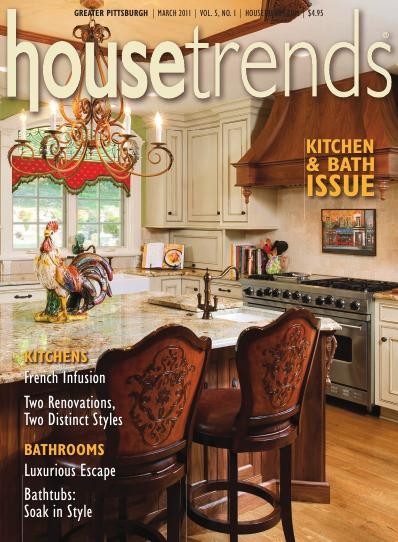 GREATER PITTSBURGH | MARCH 2011 | VOL. 5, NO. 1 | | $4.95
housetrends®
KITCHEN
& BATH
ISSUE
KITCHENS
French Infusion
Two Renovations,
Two Distinct Styles
BATHROOMS
Luxurious Escape
Bathtubs:
Soak in Style